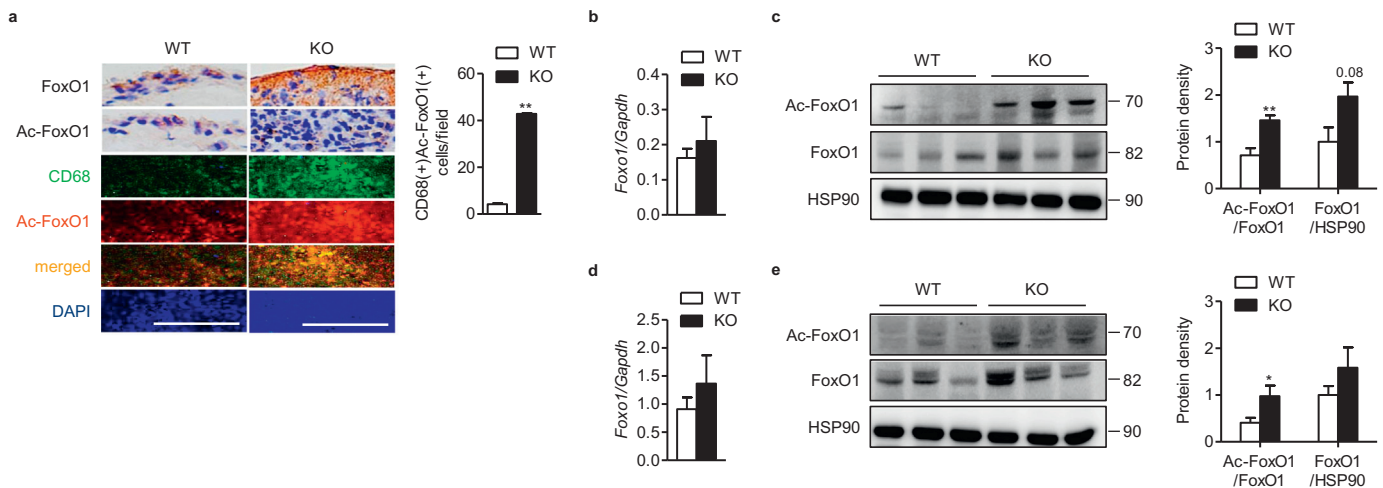 a
WT KO
FoxO1
Ac-FoxO1
CD68
Ac-FoxO1
merged
DAPI
WT
KO
CD68(+)Ac-FoxO1(+)
cells/field
60
40
20
0
**
b
WT
KO
Foxo1/Gapdh
0.4
0.3
0.2
0.1
0.0
c
WT KO
Ac-FoxO1 70
FoxO1 82
HSP90 90
WT
KO
Protein density
3
2
1
0
**
0.08
Ac-FoxO1 FoxO1
/FoxO1 /HSP90
d
WT
KO
Foxo1/Gapdh
2.5
2.0
1.5
1.0
0.5
0.0
e
WT KO
Ac-FoxO1 70
FoxO1 82
HSP90 90
WT
KO
Protein density
3
2
1
0
*
Ac-FoxO1 FoxO1
/FoxO1 /HSP90